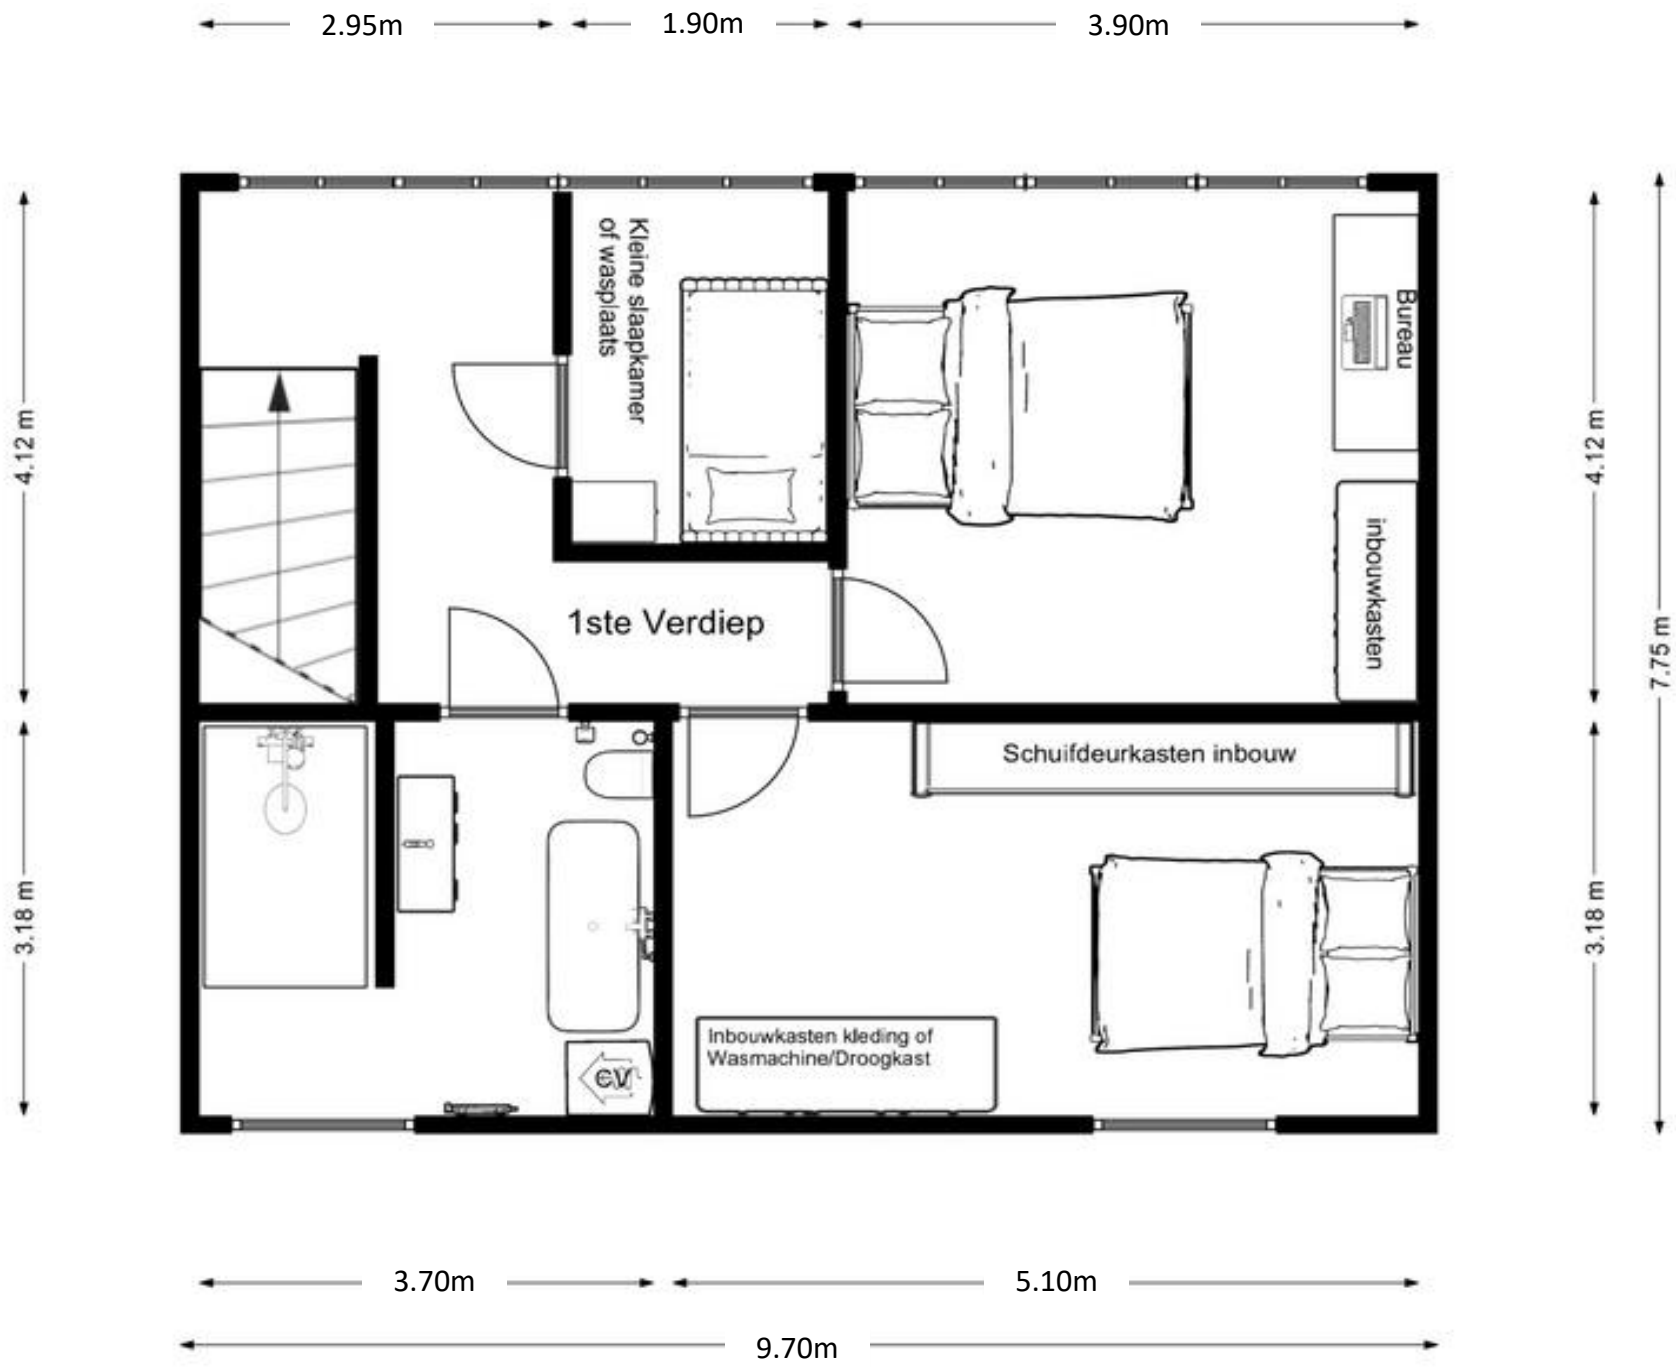 2.95m
1.90m
3.90m
Kleine slaapkamer
of wasplaats
Bureau
4.12 m
4.12 m
inbouwkasten
1ste Verdiep
7.75 m
Schuifdeurkasten inbouw
3.18 m
3.18 m
Inbouwkasten kleding of
Wasmachine/Droogkast
CV
3.70m
5.10m
9.70m